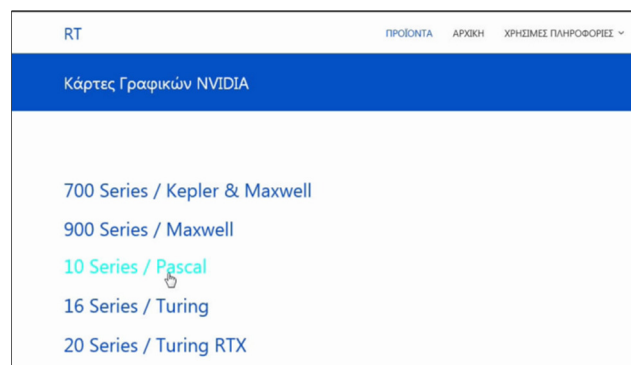 RT ΠΡΟΪΟΝΤΑ ΑΡΧΙΚΗ ΧΡΗΣΙΜΕΣ ΠΛΗΡΟΦΟΡΙΕΣ
Κάρτες Γραφικών NVIDIA
700 Series / Kepler & Maxwell
900 Series / Maxwell
10 Series / Pascal
16 Series / Turing
20 Series / Turing RTX